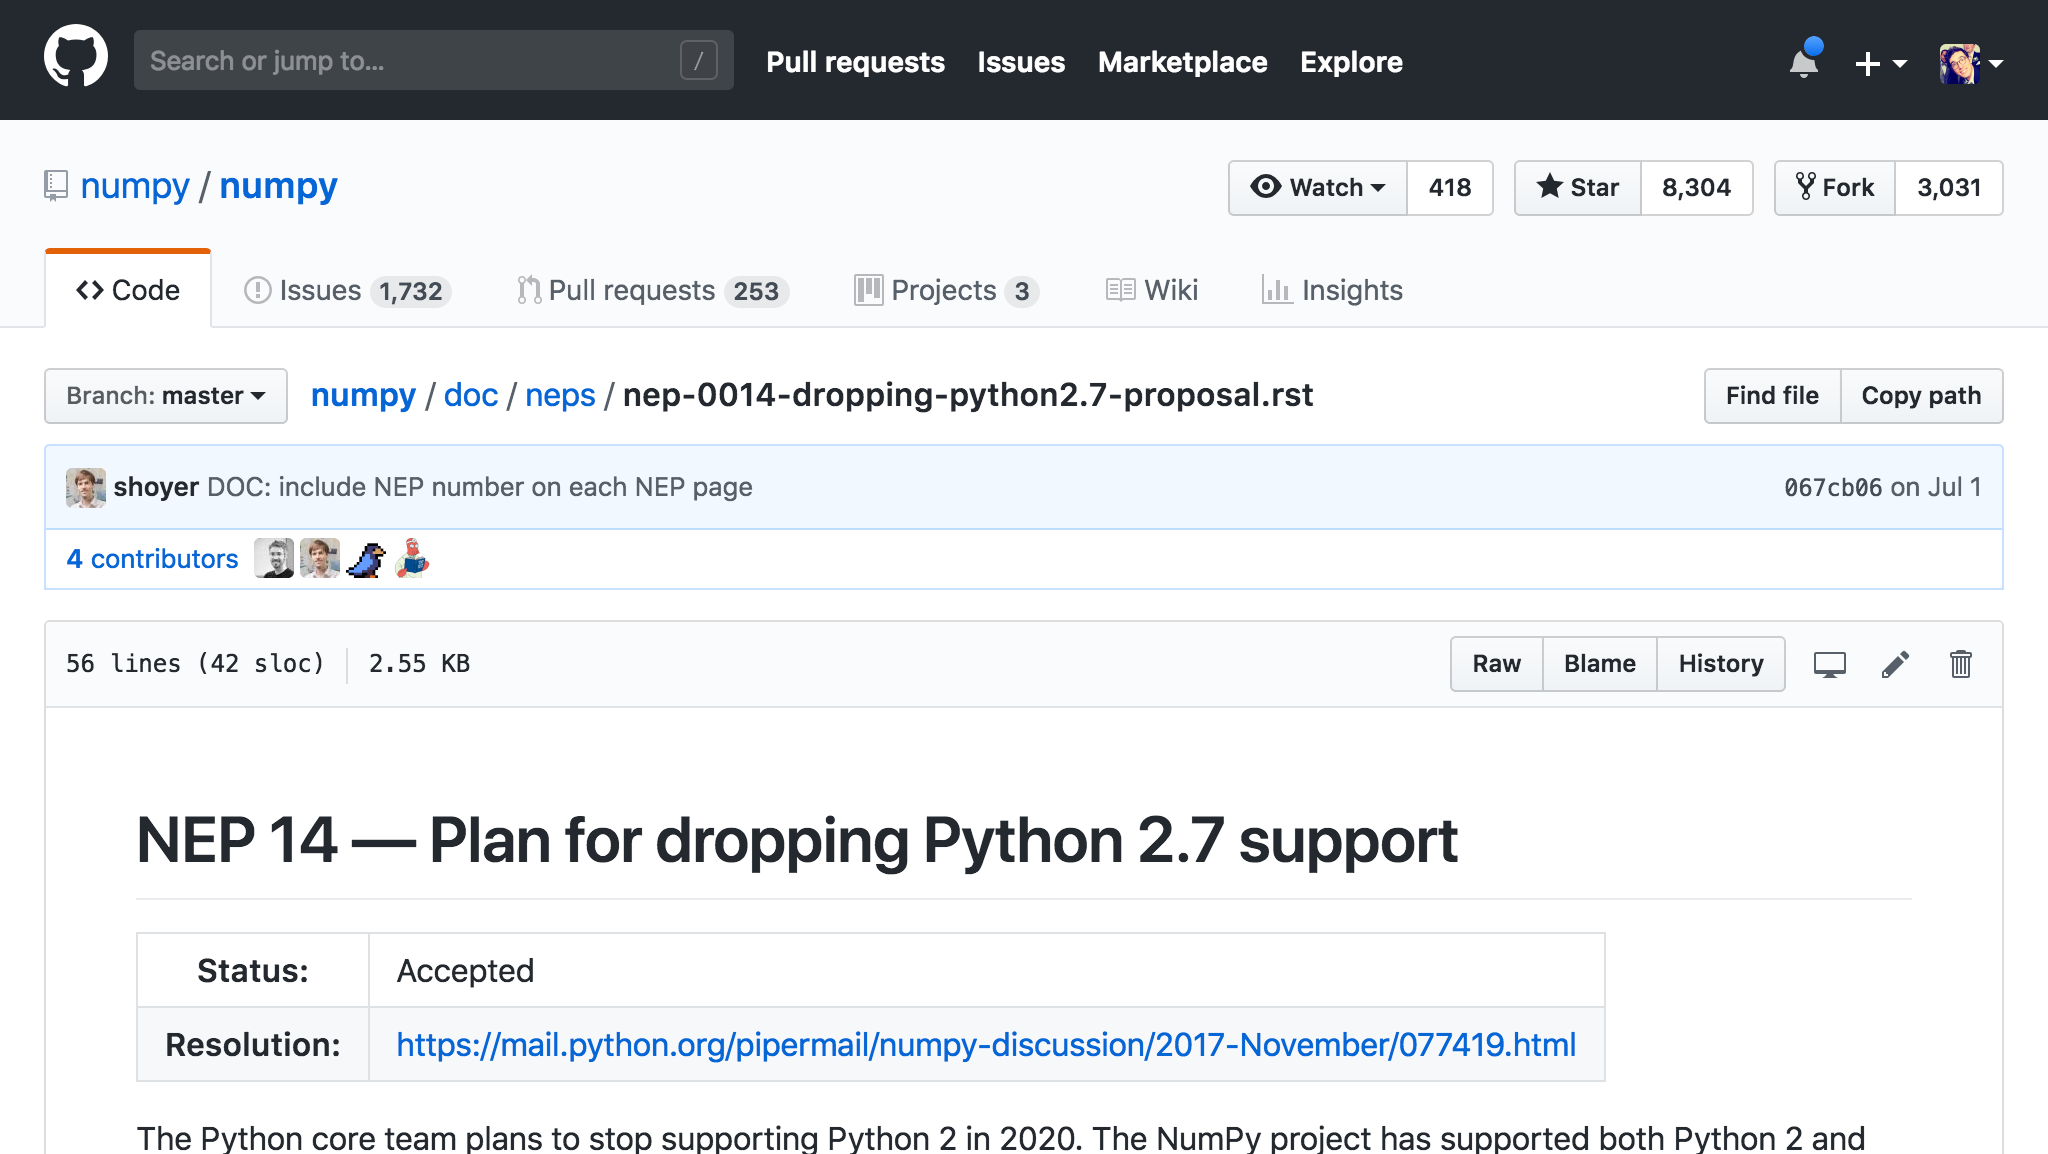 Search or jump to... /
Pull requests Issues Marketplace Explore
numpy / numpy
Watch 418 Star 8,304 Fork 3,031
Code Issues 1,732 Pull requests 253 Projects 3 Wiki Insights
Branch: master numpy / doc / neps / nep-0014-dropping-python2.7-proposal.rst Find file Copy path
shoyer DOC: include NEP number on each NEP page 067cb06 on Jul 1
4 contributors
56 lines (42 sloc) 2.55 KB Raw Blame History
NEP 14 — Plan for dropping Python 2.7 support
Status: Accepted
Resolution: https://mail.python.org/pipermail/numpy-discussion/2017-November/077419.html
The Python core team plans to stop supporting Python 2 in 2020. The NumPy project has supported both Python 2 and